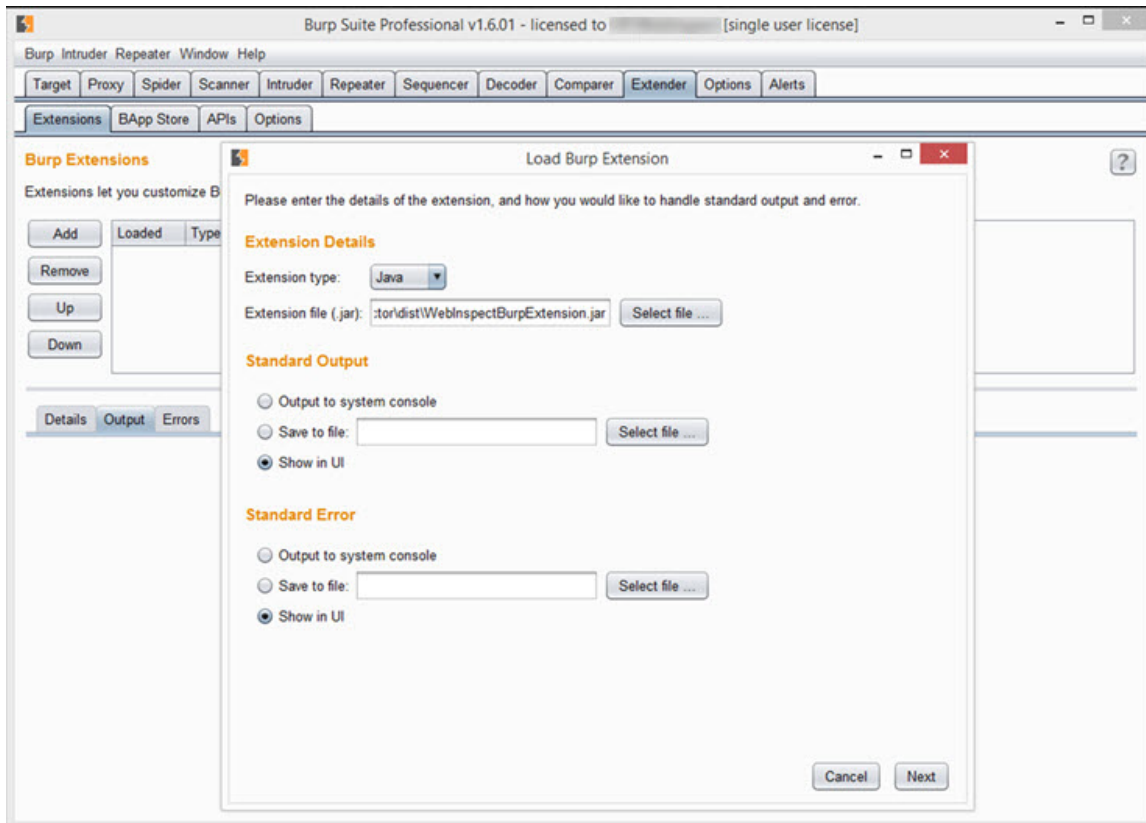 Burp Suite Professional v1.6.01 - licensed to [single user license]
Burp Intruder Repeater Window Help
Target Proxy Spider Scanner Intruder Repeater Sequencer Decoder Comparer Extender Options Alerts
Extensions BApp Store APIs Options
Burp Extensions
?
Extensions let you customize B
Add
Loaded Type
Remove
Up
Down
Details Output Errors
Load Burp Extension
Please enter the details of the extension, and how you would like to handle standard output and error.
Extension Details
Extension type: Java
Extension file (.jar): :tor\dist\WebInspectBurpExtension.jar Select file ...
Standard Output
Output to system console
Save to file: Select file ...
Show in UI
Standard Error
Output to system console
Save to file: Select file ...
Show in UI
Cancel Next